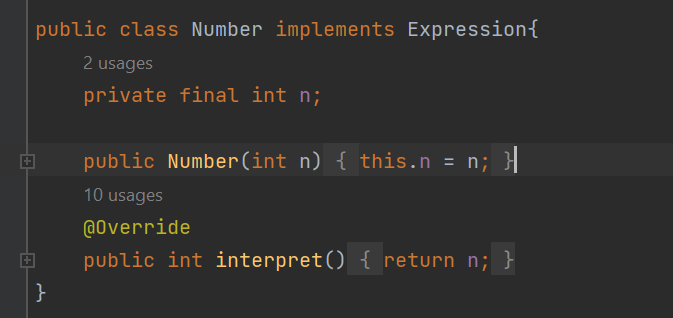 public class Number implements Expression{
2 usages
private final int n;
public Number(int n) { this.n = n; }
10 usages
@Override
public int interpret() { return n; }
}